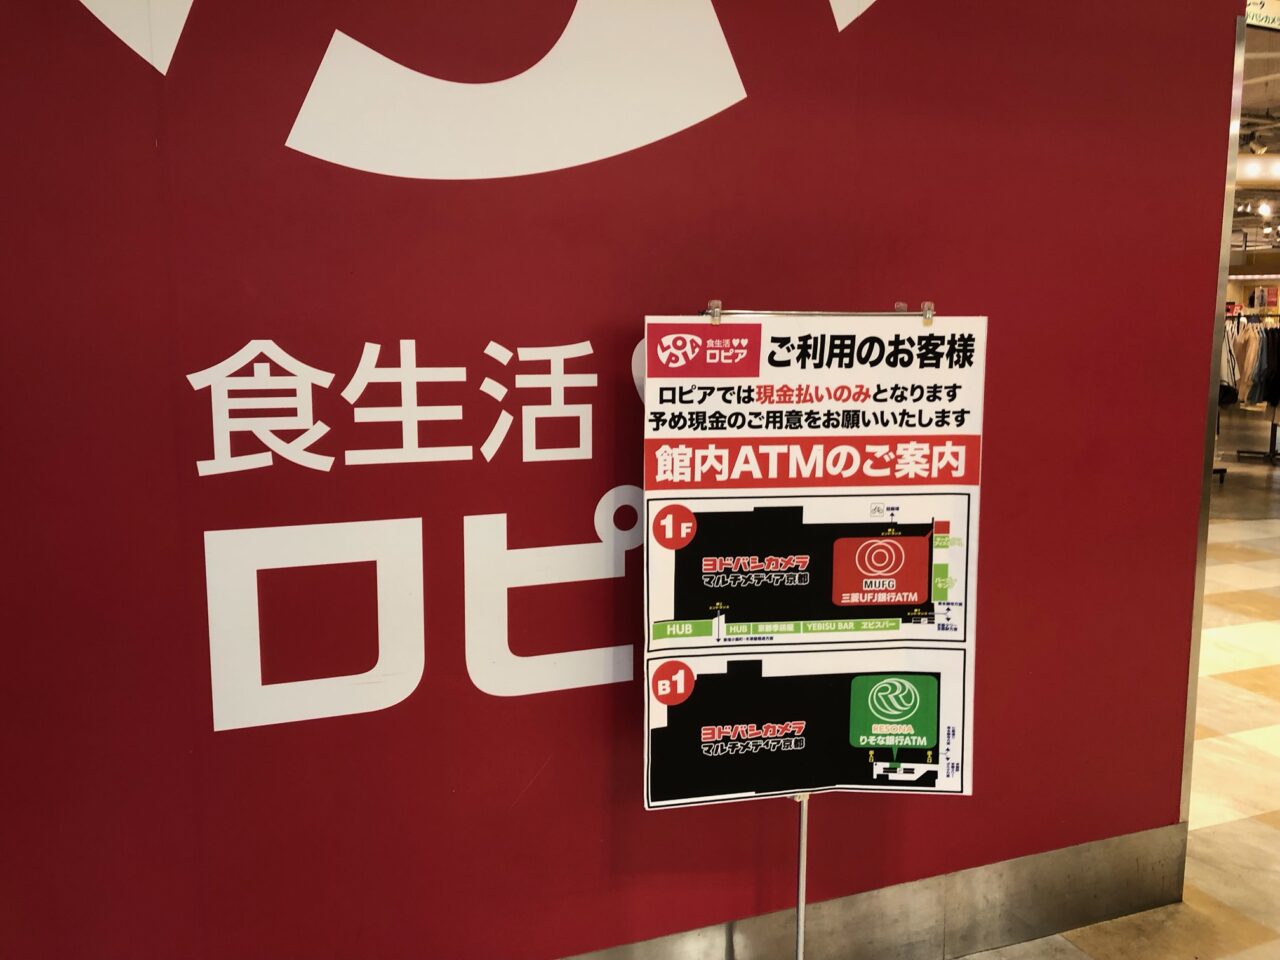 食生活
ロピ
LOPIA
食生活♥♥
ロピア
ご利用のお客様
ロピアでは現金払いのみとなります
予め現金のご用意をお願いいたします
館内ATMのご案内
1F
ヨドバシカメラ
マルチメディア京都
MUFG
三菱UFJ銀行ATM
HUB
HUB
京都季店屋
YEBISU BAR
ヱビスバー
B1
ヨドバシカメラ
マルチメディア京都
RESONA
りそな銀行ATM